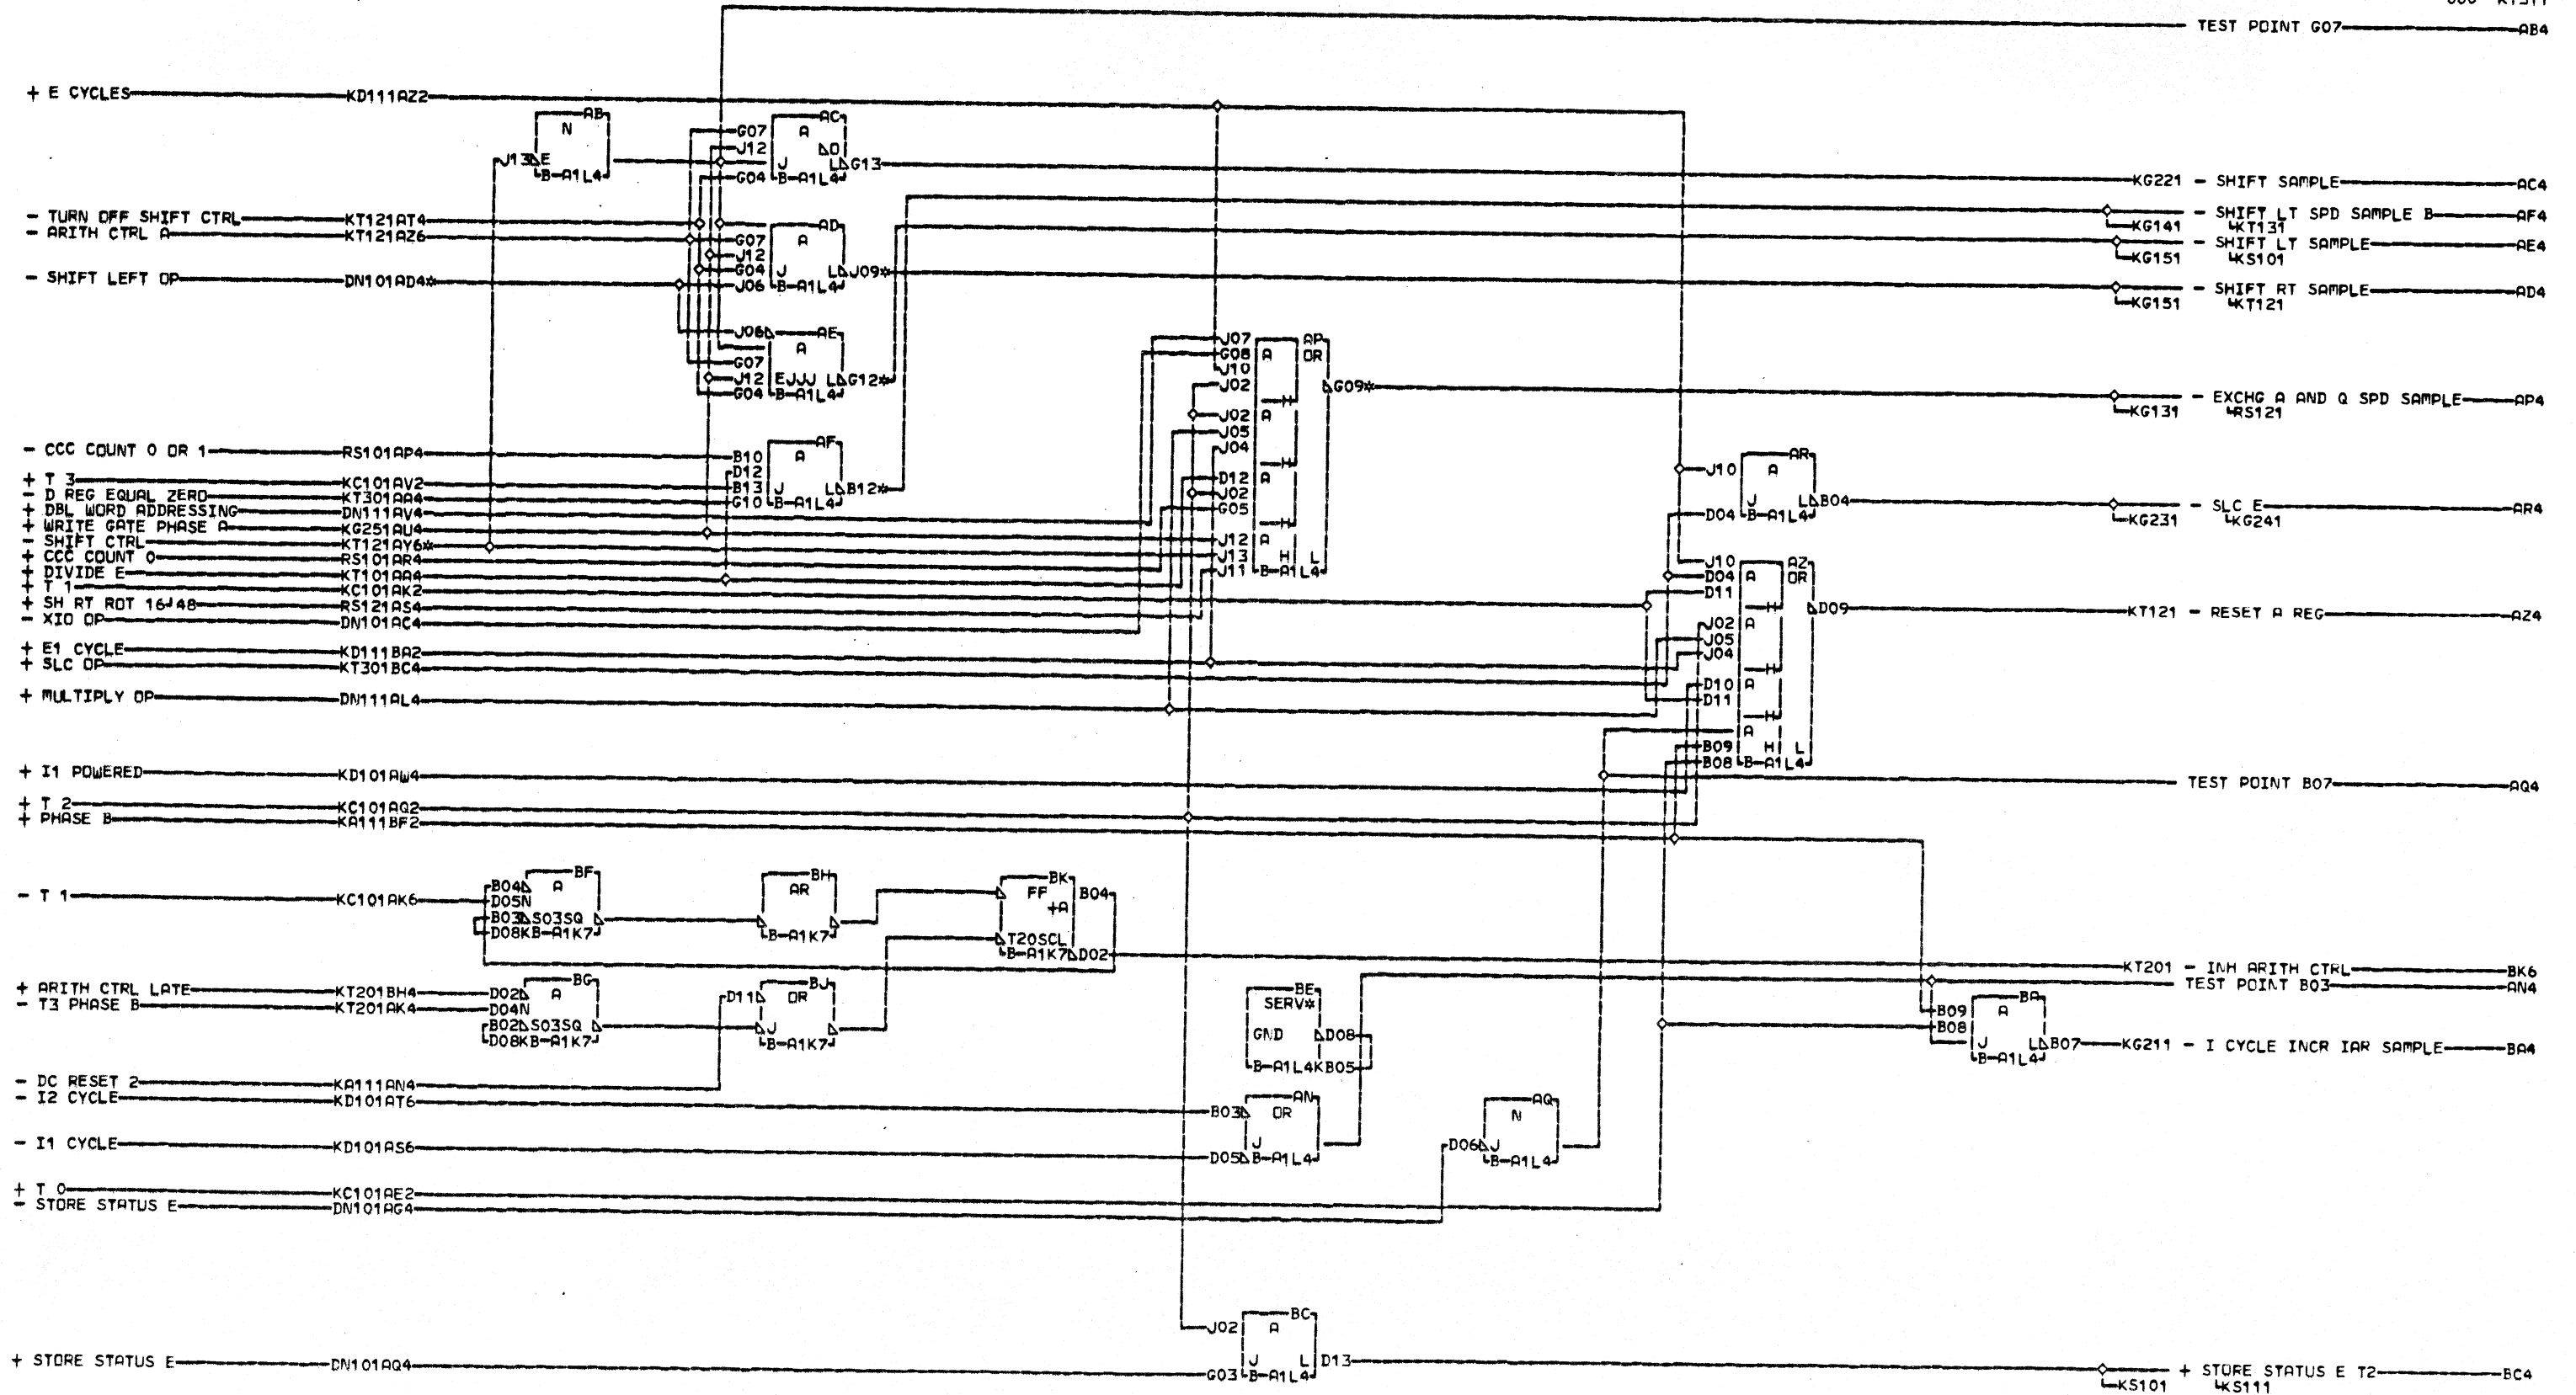 TEST POINT G07 AB4
+ E CYCLES KD111AZ2
AB
N
J13 E
B-A1L4
AC
G07 A
J12 DO
J L G13
G04 B-A1L4
KG221 - SHIFT SAMPLE AC4
- TURN OFF SHIFT CTRL KT121AT4
- ARITH CTRL A KT121AZ6
- SHIFT LEFT OP DN101AD4*
AD
G07 A
J12
G04 J L J09*
J06 B-A1L4
- SHIFT LT SPD SAMPLE B AF4
KG141 KT131
- SHIFT LT SAMPLE AE4
KG151 KS101
- SHIFT RT SAMPLE AD4
KG151 KT121
J06 AE
A
G07
J12 EJJJ L G12*
G04 B-A1L4
J07 AP
G08 A OR
J10
J02 G09*
H
J02 A
J05
J04
H
D12 A
J02
G05
H
J12 A
J13 H L
J11 B-A1L4
- EXCHG A AND Q SPD SAMPLE AP4
KG131 RS121
- CCC COUNT 0 OR 1 RS101AP4
+ T 3 KC101AV2
- D REG EQUAL ZERO KT301AA4
+ DBL WORD ADDRESSING DN111AV4
+ WRITE GATE PHASE A KG251AU4
- SHIFT CTRL KT121AY6*
+ CCC COUNT 0 RS101AR4
+ DIVIDE E KT101AA4
+ T 1 KC101AK2
+ SH RT ROT 16J48 RS121AS4
- XIO OP DN101AC4
+ E1 CYCLE KD111BA2
+ SLC OP KT301BC4
+ MULTIPLY OP DN111AL4
AF
B10 A
D12
B13 J L B12*
G10 B-A1L4
AR
J10 A
J L B04
D04 B-A1L4
- SLC E AR4
KG231 KG241
J10 AZ
D04 A OR
D11
H D09
J02 A
J05
J04
H
D10 A
D11
H
A
B09 H L
B08 B-A1L4
KT121 - RESET A REG AZ4
+ I1 POWERED KD101AW4
TEST POINT B07 AQ4
+ T 2 KC101AQ2
+ PHASE B KA111BF2
- T 1 KC101AK6
BF
B04 A
D05N
B03 S03SQ
D08KB-A1K7
BH
AR
B-A1K7
BK
FF B04
+A
T20SCL
B-A1K7 D02
KT201 - INH ARITH CTRL BK6
TEST POINT B03 AN4
+ ARITH CTRL LATE KT201BH4
- T3 PHASE B KT201AK4
BG
D02 A
D04N
B02 S03SQ
D08KB-A1K7
BJ
D11 OR
J
B-A1K7
BE
SERV*
GND D08
B-A1L4KB05
BA
B09 A
B08
J L B07
B-A1L4
KG211 - I CYCLE INCR IAR SAMPLE BA4
- DC RESET 2 KA111AN4
- I2 CYCLE KD101AT6
- I1 CYCLE KD101AS6
AN
B03 OR
J
D05 B-A1L4
AQ
N
D06 J
B-A1L4
+ T 0 KC101AE2
- STORE STATUS E DN101AG4
BC
J02 A
J L D13
G03 B-A1L4
+ STORE STATUS E DN101AQ4
+ STORE STATUS E T2 BC4
KS101 KS111